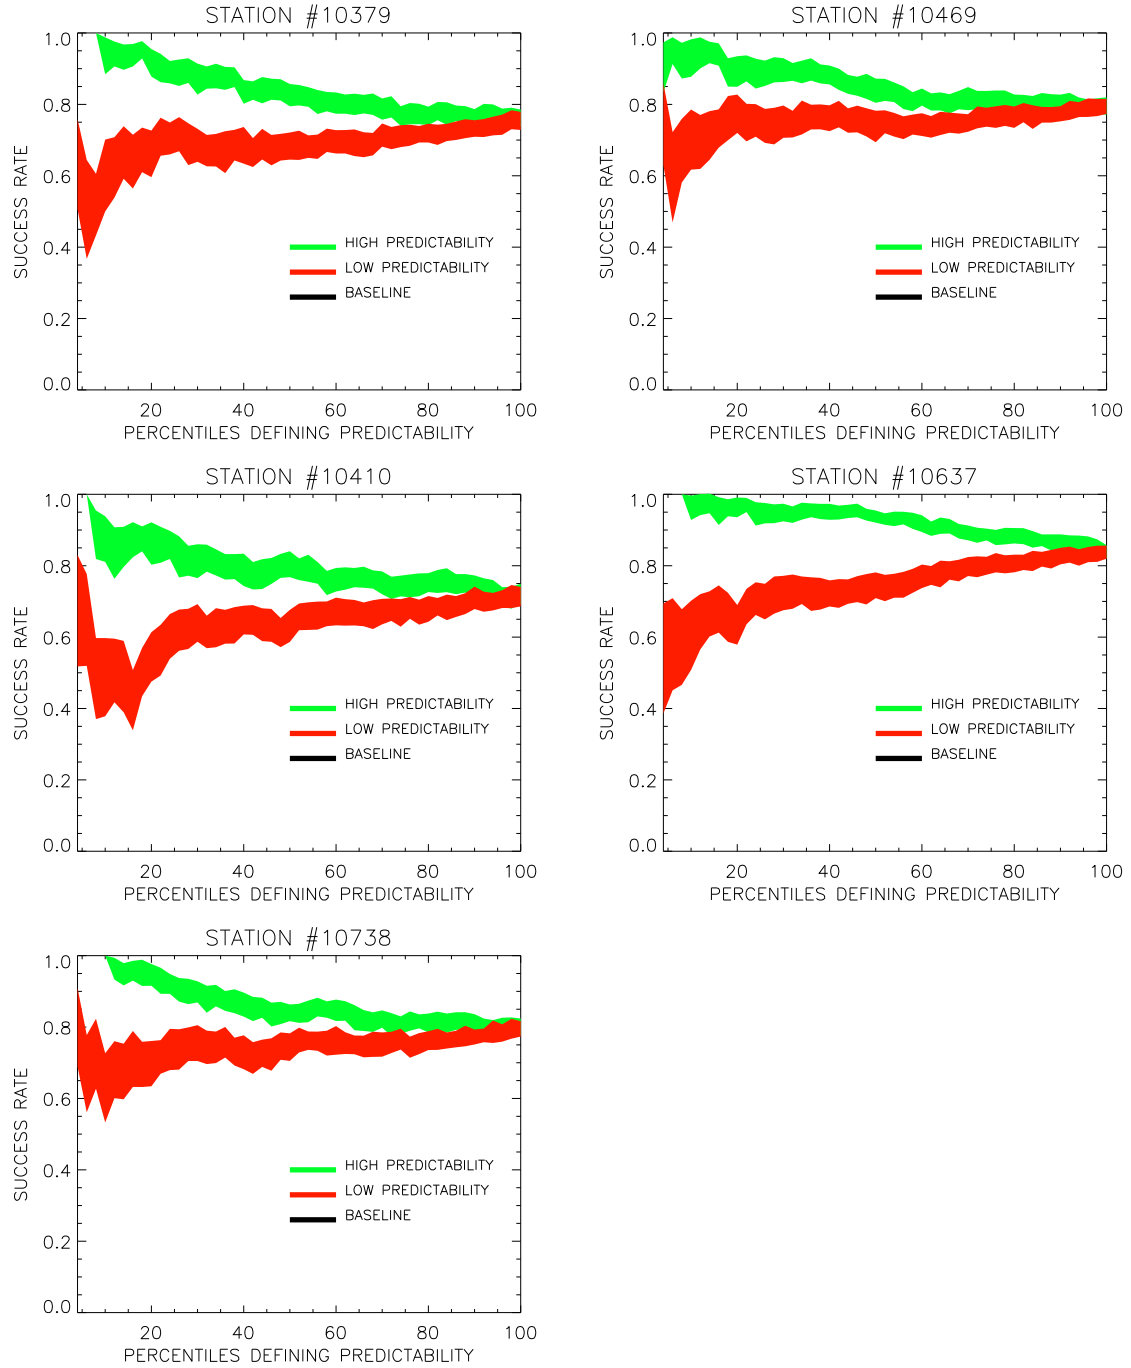 STATION #10379
1.0
0.8
0.6
0.4
0.2
0.0
SUCCESS RATE
HIGH PREDICTABILITY
LOW PREDICTABILITY
BASELINE
20 40 60 80 100
PERCENTILES DEFINING PREDICTABILITY
STATION #10469
1.0
0.8
0.6
0.4
0.2
0.0
SUCCESS RATE
HIGH PREDICTABILITY
LOW PREDICTABILITY
BASELINE
20 40 60 80 100
PERCENTILES DEFINING PREDICTABILITY
STATION #10410
1.0
0.8
0.6
0.4
0.2
0.0
SUCCESS RATE
HIGH PREDICTABILITY
LOW PREDICTABILITY
BASELINE
20 40 60 80 100
PERCENTILES DEFINING PREDICTABILITY
STATION #10637
1.0
0.8
0.6
0.4
0.2
0.0
SUCCESS RATE
HIGH PREDICTABILITY
LOW PREDICTABILITY
BASELINE
20 40 60 80 100
PERCENTILES DEFINING PREDICTABILITY
STATION #10738
1.0
0.8
0.6
0.4
0.2
0.0
SUCCESS RATE
HIGH PREDICTABILITY
LOW PREDICTABILITY
BASELINE
20 40 60 80 100
PERCENTILES DEFINING PREDICTABILITY